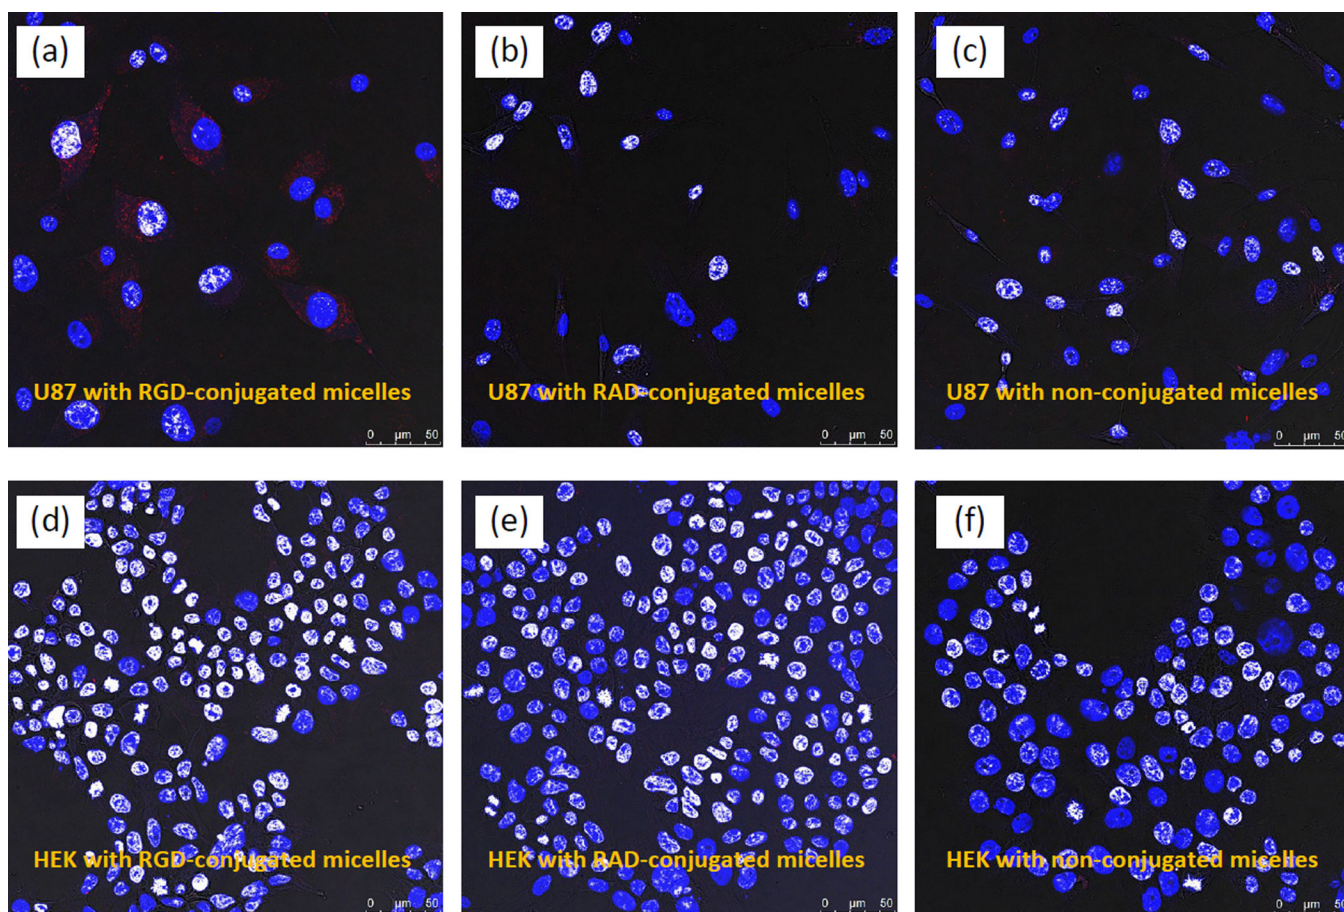 (a)
(b)
(c)
U87 with RGD-conjugated micelles
U87 with RAD-conjugated micelles
U87 with non-conjugated micelles
0 µm 50
0 µm 50
0 µm 50
(d)
(e)
(f)
HEK with RGD-conjugated micelles
HEK with RAD-conjugated micelles
HEK with non-conjugated micelles
0 µm 50
0 µm 50
0 µm 50